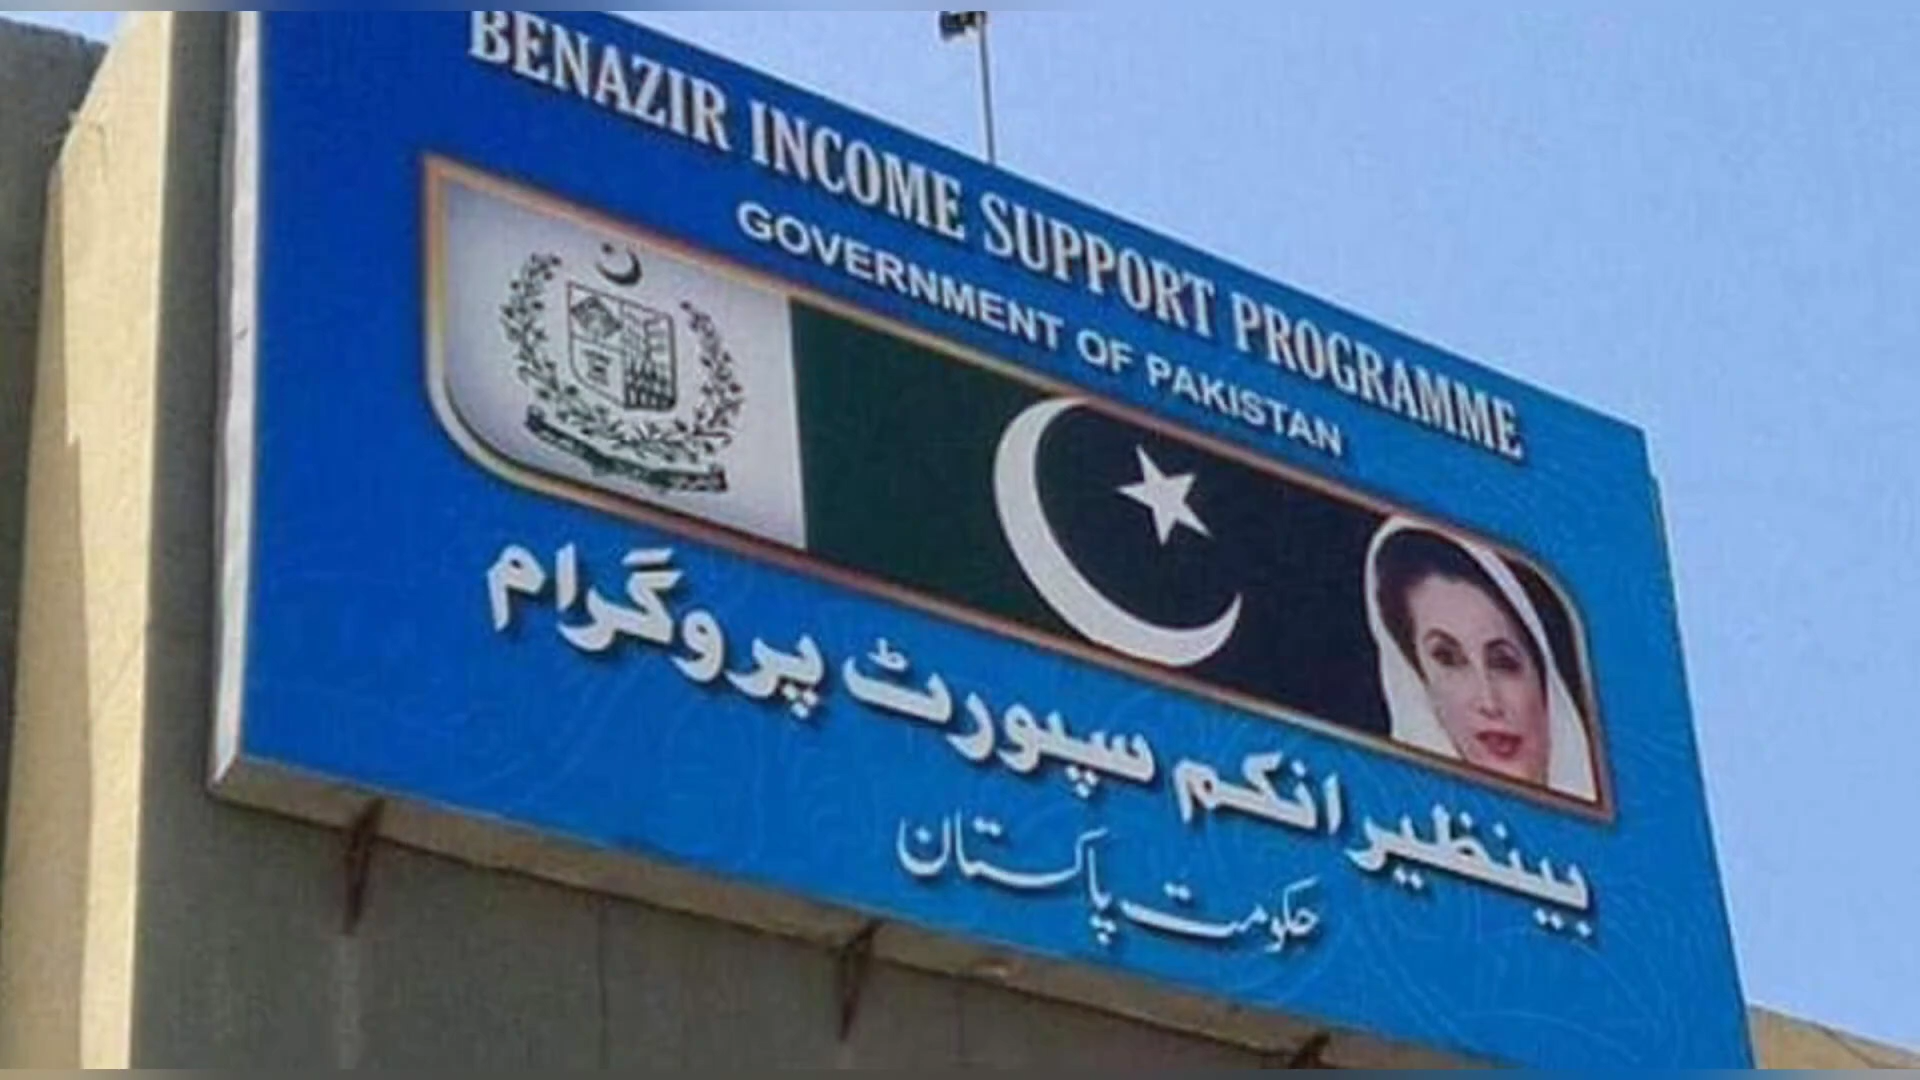 BENAZIR INCOME SUPPORT PROGRAMME
GOVERNMENT OF PAKISTAN
بینظیر انکم سپورٹ پروگرام
حکومت پاکستان